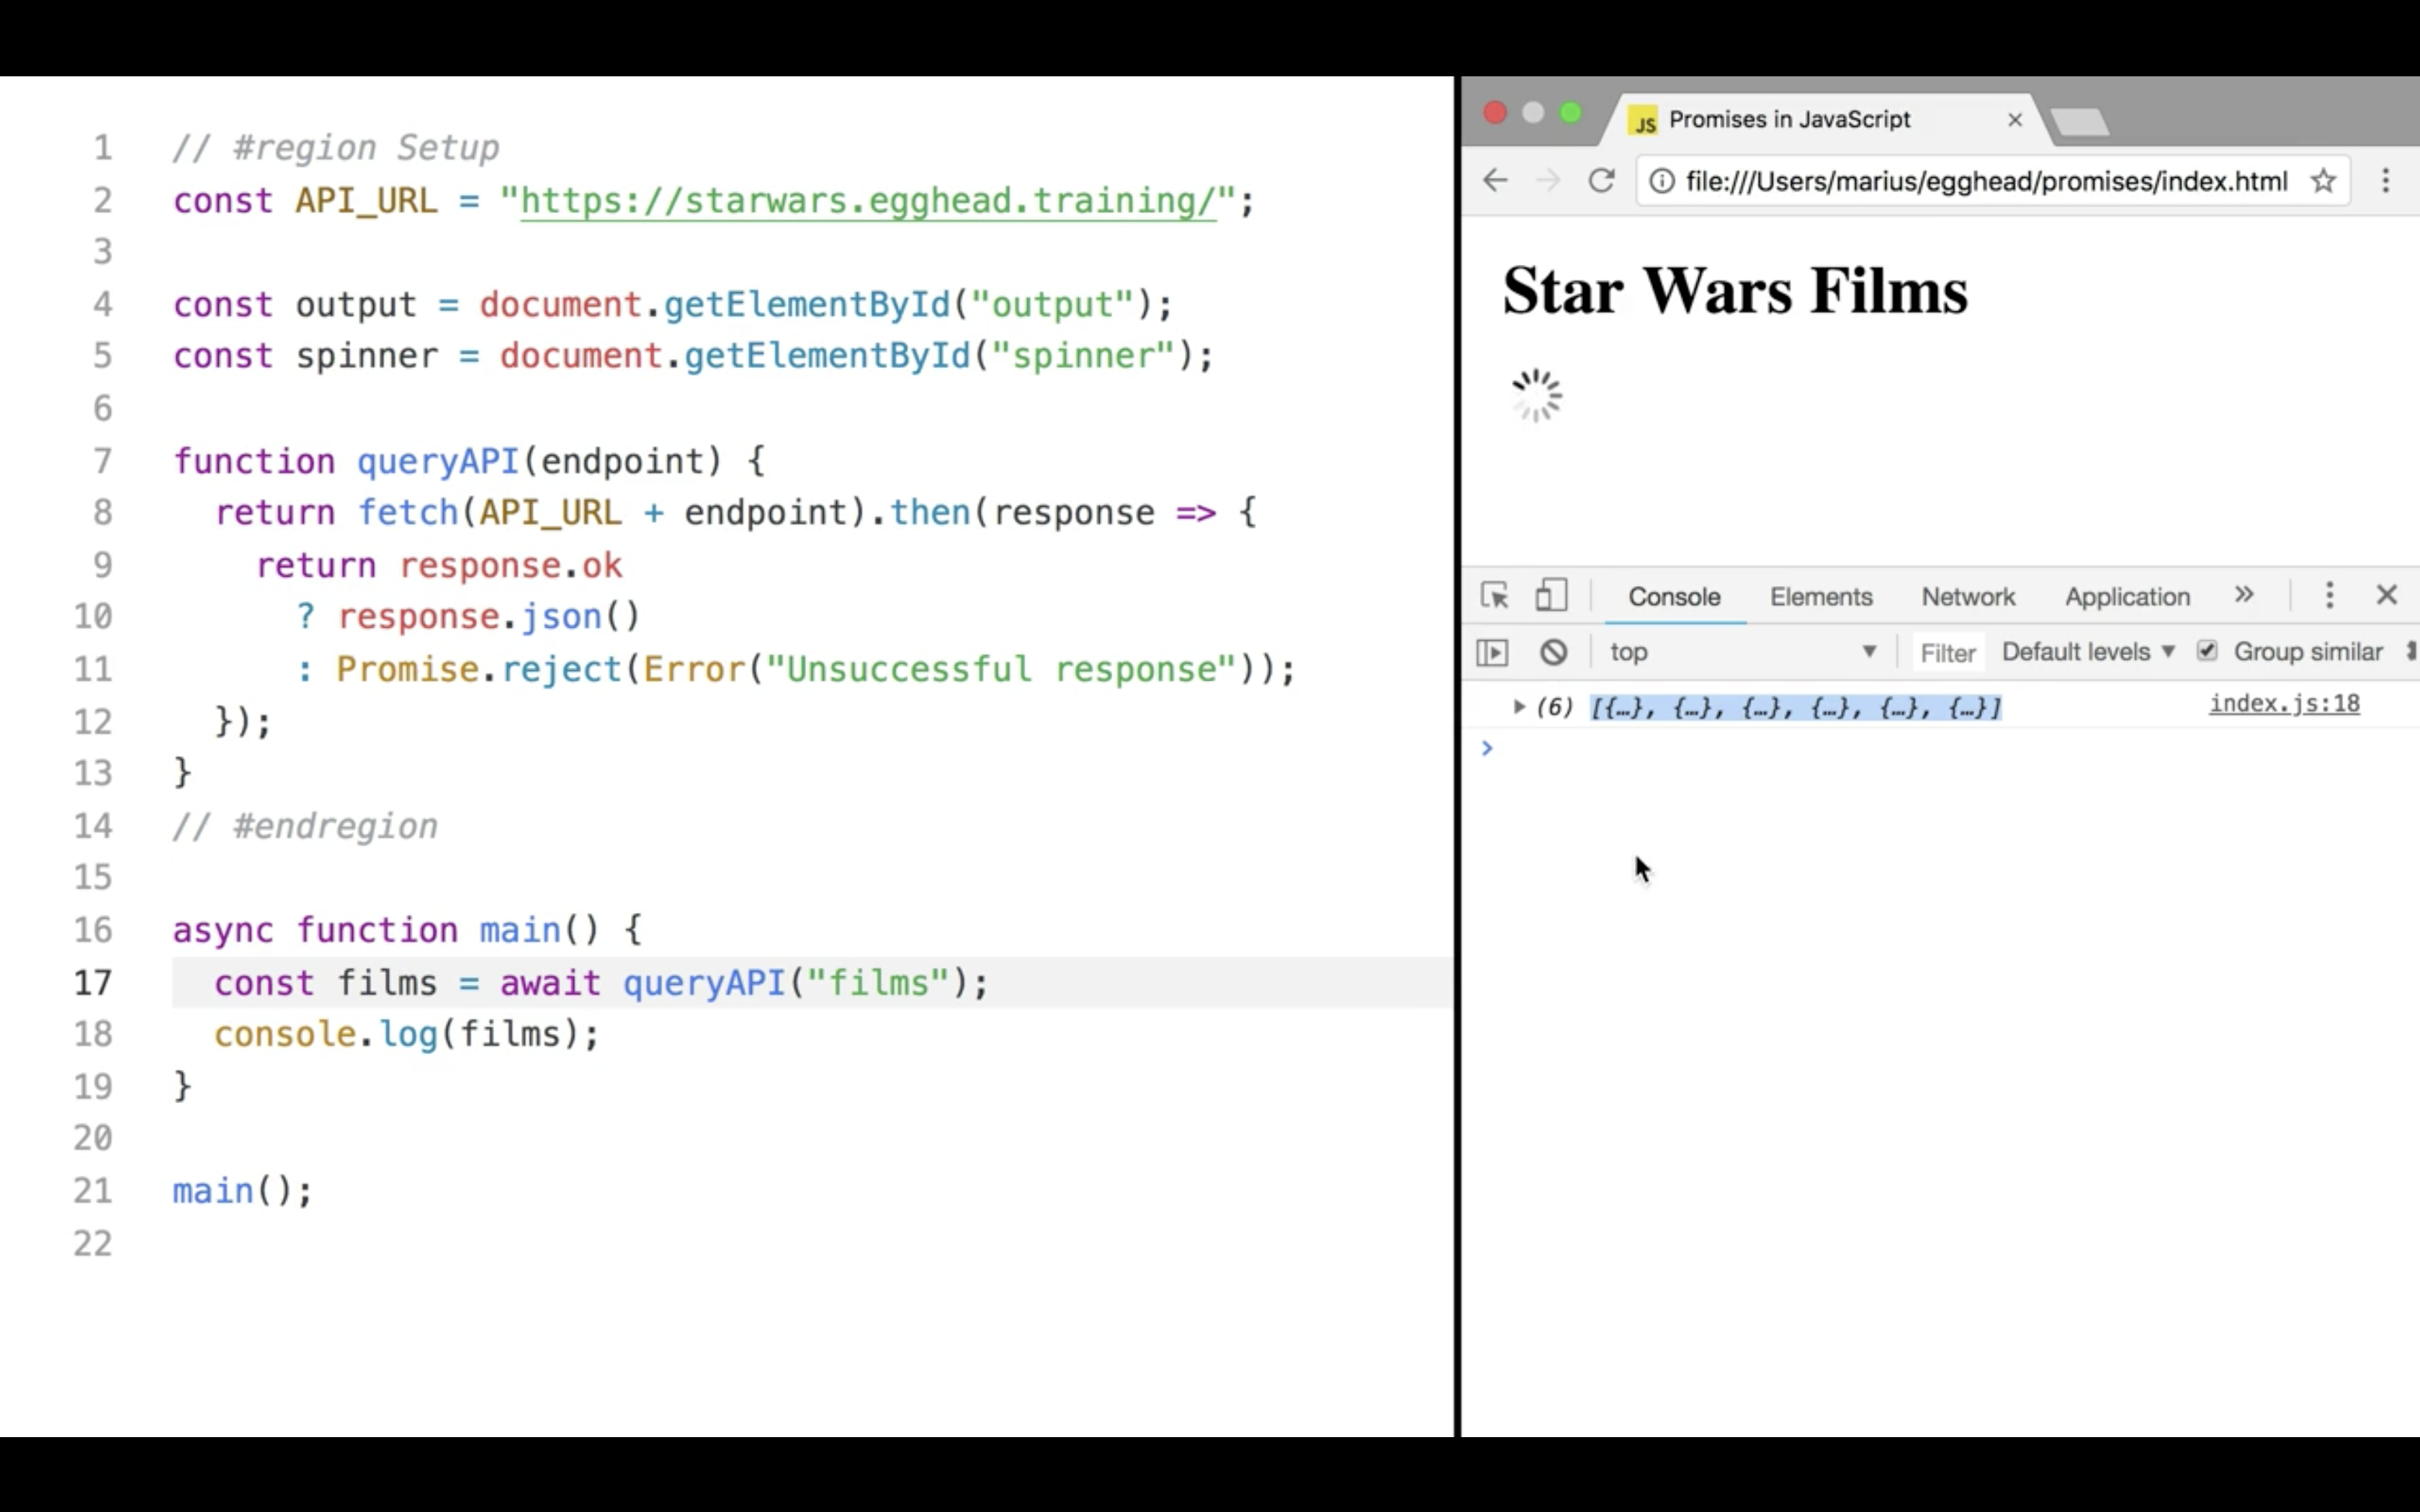 1 // #region Setup
2 const API_URL = "https://starwars.egghead.training/";
3
4 const output = document.getElementById("output");
5 const spinner = document.getElementById("spinner");
6
7 function queryAPI(endpoint) {
8 return fetch(API_URL + endpoint).then(response => {
9 return response.ok
10 ? response.json()
11 : Promise.reject(Error("Unsuccessful response"));
12 });
13 }
14 // #endregion
15
16 async function main() {
17 const films = await queryAPI("films");
18 console.log(films);
19 }
20
21 main();
22
JS Promises in JavaScript
file:///Users/marius/egghead/promises/index.html
Star Wars Films
Console Elements Network Application »
top Filter Default levels Group similar
(6) [{…}, {…}, {…}, {…}, {…}, {…}] index.js:18